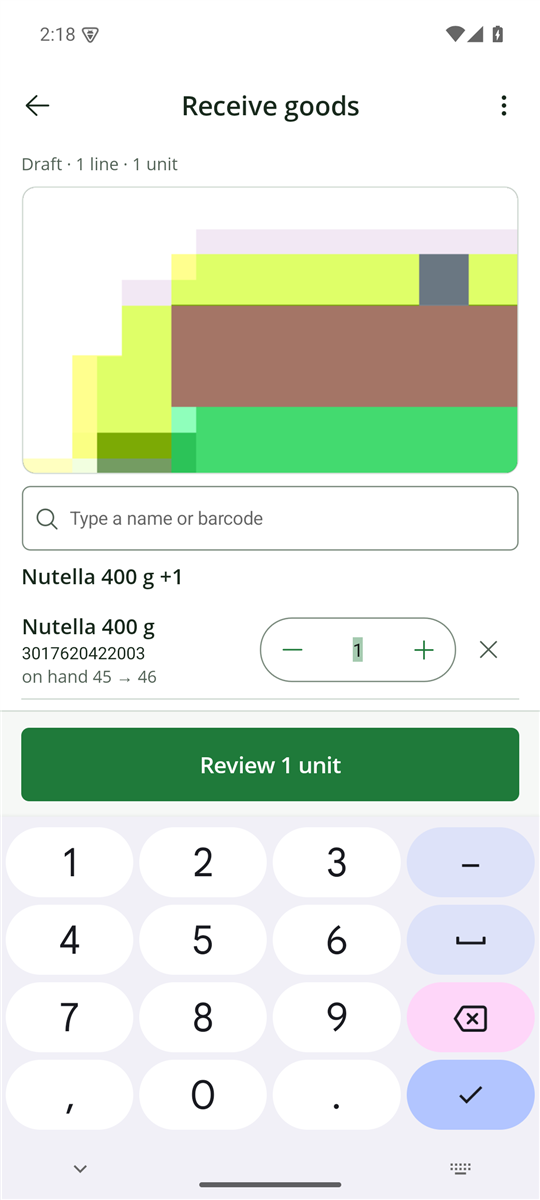 2:18
Receive goods
Draft · 1 line · 1 unit
Type a name or barcode
Nutella 400 g +1
Nutella 400 g
3017620422003
on hand 45 → 46
1
Review 1 unit
1 2 3 –
4 5 6
7 8 9
, 0 .